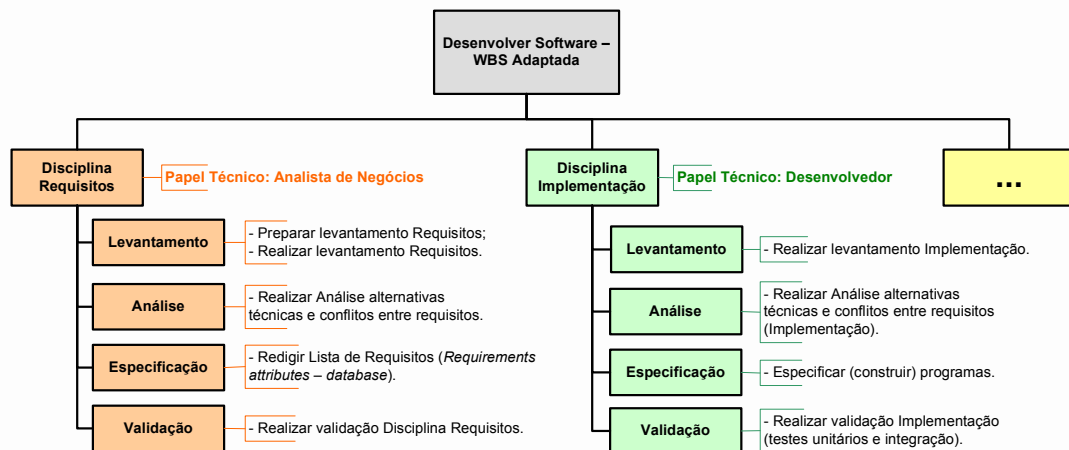 Desenvolver Software –
WBS Adaptada
Disciplina
Requisitos
Papel Técnico: Analista de Negócios
Levantamento
- Preparar levantamento Requisitos;
- Realizar levantamento Requisitos.
Análise
- Realizar Análise alternativas
técnicas e conflitos entre requisitos.
Especificação
- Redigir Lista de Requisitos (Requirements
attributes – database).
Validação
- Realizar validação Disciplina Requisitos.
Disciplina
Implementação
Papel Técnico: Desenvolvedor
Levantamento
- Realizar levantamento Implementação.
Análise
- Realizar Análise alternativas
técnicas e conflitos entre requisitos
(Implementação).
Especificação
- Especificar (construir) programas.
Validação
- Realizar validação Implementação
(testes unitários e integração).
...